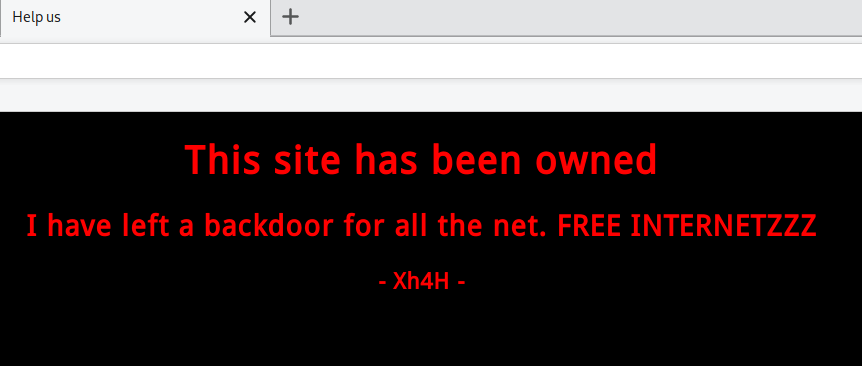 Help us
This site has been owned
I have left a backdoor for all the net. FREE INTERNETZZZ
- Xh4H -